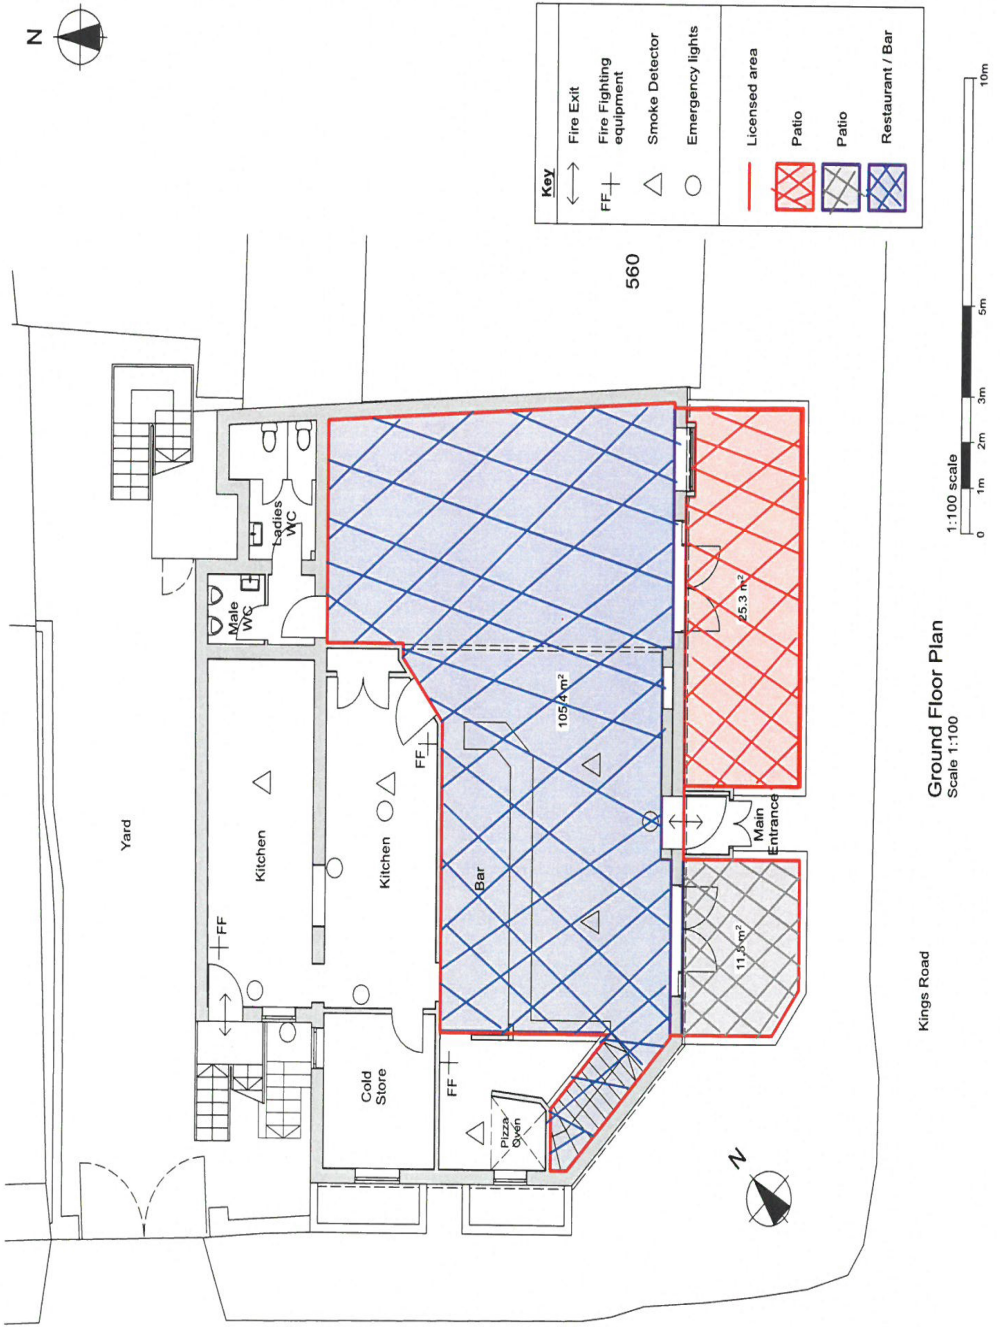 N
Key
Fire Exit
FF
Fire Fighting
equipment
Smoke Detector
Emergency lights
Licensed area
Patio
Patio
Restaurant / Bar
560
Yard
Ladies
WC
Male
WC
Kitchen
FF
Kitchen
FF
Cold
Store
FF
Pizza
Oven
Bar
105.4 m²
25.3 m²
Main
Entrance
11.8 m²
Kings Road
N
Ground Floor Plan
Scale 1:100
1:100 scale
0
1m
2m
3m
5m
10m